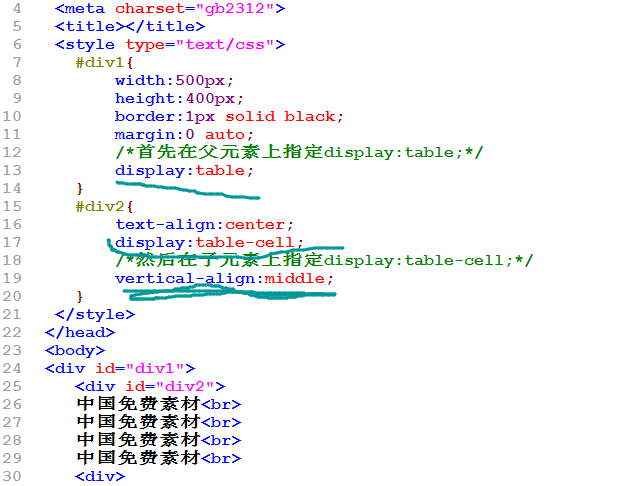 4 <meta charset="gb2312">
5 <title></title>
6 <style type="text/css">
7 #div1{
8 width:500px;
9 height:400px;
10 border:1px solid black;
11 margin:0 auto;
12 /*首先在父元素上指定display:table;*/
13 display:table;
14 }
15 #div2{
16 text-align:center;
17 display:table-cell;
18 /*然后在子元素上指定display:table-cell;*/
19 vertical-align:middle;
20 }
21 </style>
22 </head>
23 <body>
24 <div id="div1">
25 <div id="div2">
26 中国免费素材<br>
27 中国免费素材<br>
28 中国免费素材<br>
29 中国免费素材<br>
30 <div>